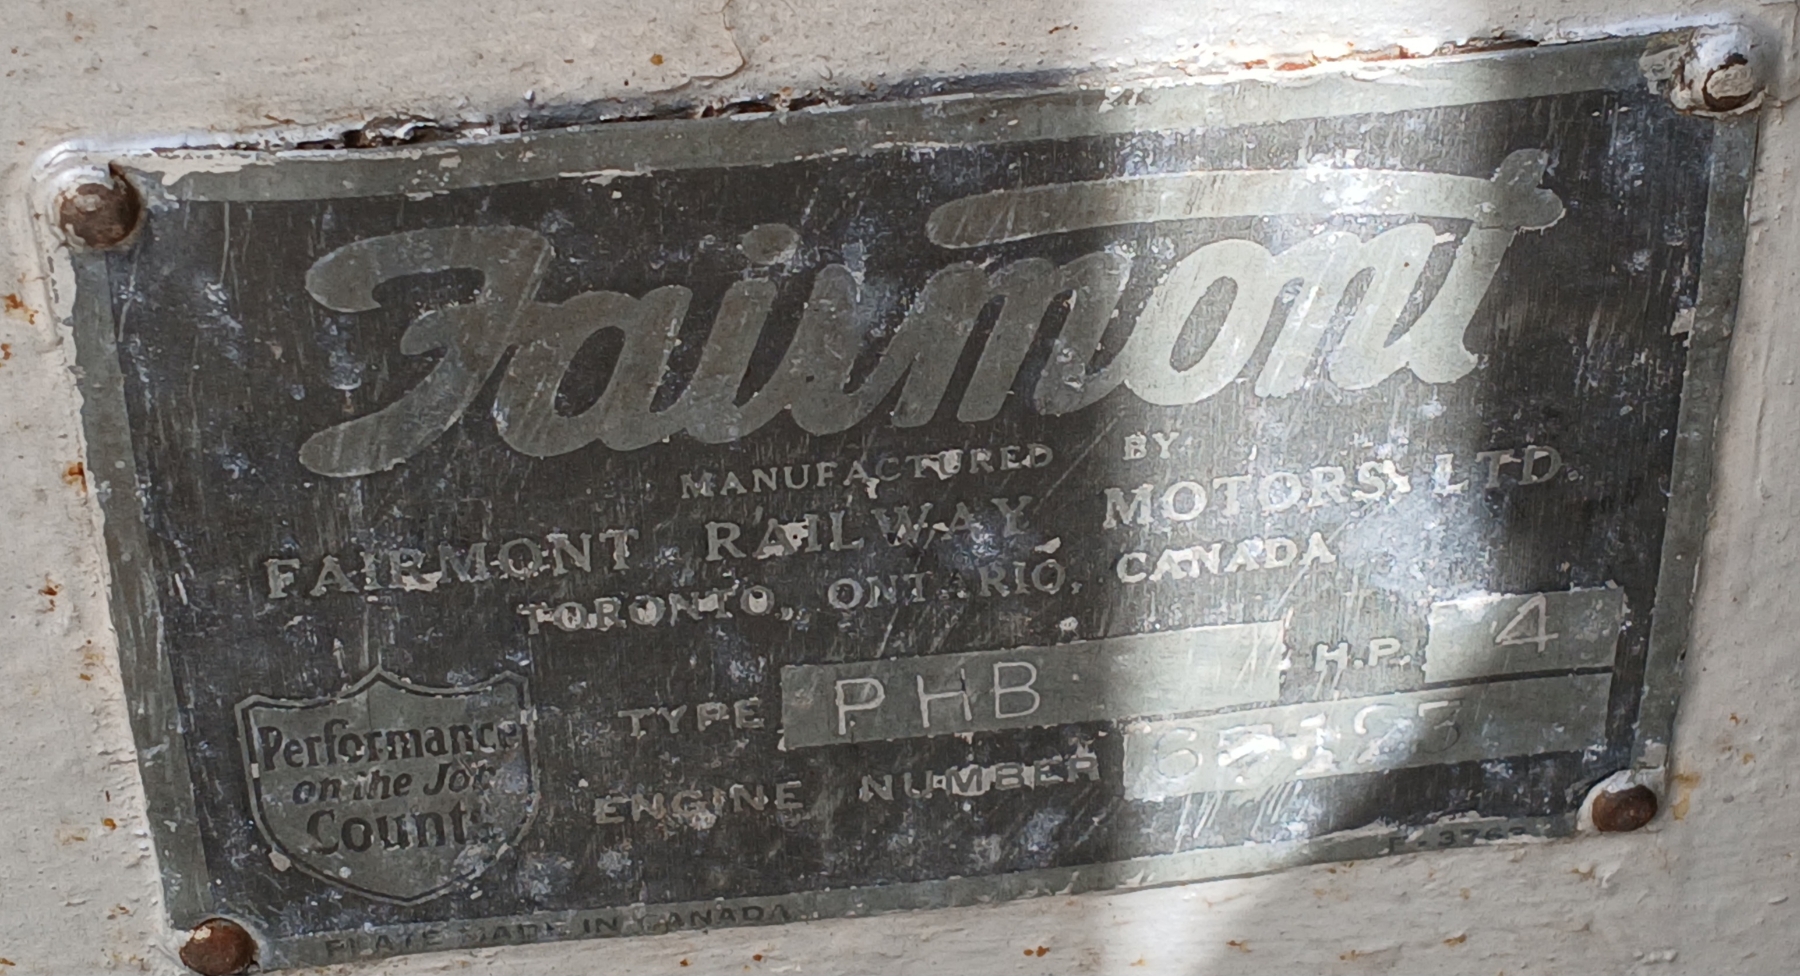 Fairmont
MANUFACTURED BY
FAIRMONT RAILWAY MOTORS LTD.
TORONTO, ONTARIO, CANADA
TYPE PHB H.P. 4
ENGINE NUMBER
Performance
on the Job
Counts
PLATE MADE IN CANADA